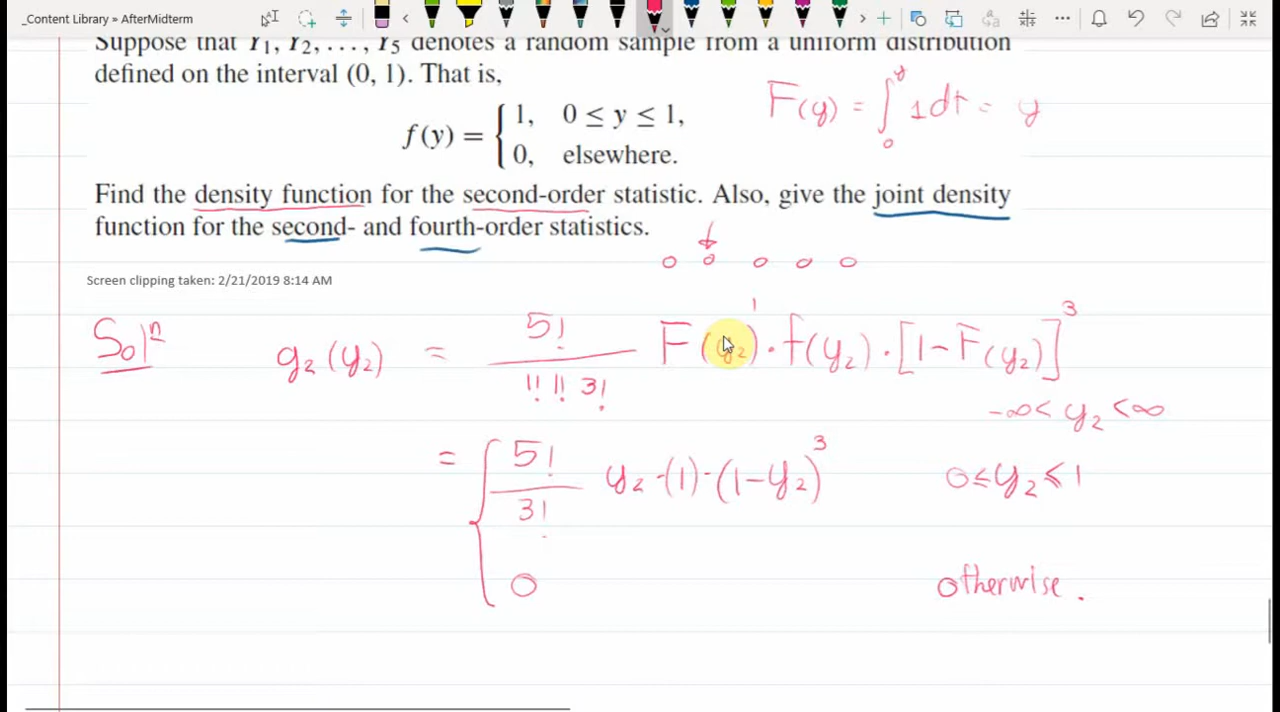 _Content Library » AfterMidterm
Suppose that Y₁, Y₂, . . . , Y₅ denotes a random sample from a uniform distribution
defined on the interval (0, 1). That is,
F(y) = ∫₀ʸ 1dt = y
f(y) = { 1, 0 ≤ y ≤ 1,
0, elsewhere.
Find the density function for the second-order statistic. Also, give the joint density
function for the second- and fourth-order statistics.
Screen clipping taken: 2/21/2019 8:14 AM
Solⁿ g₂(y₂) = 5! / 1! 1! 3! F(y₂)¹ · f(y₂) · [1 - F(y₂)]³
-∞ < y₂ < ∞
= { 5! / 3! y₂ · (1) · (1 - y₂)³ 0 ≤ y₂ ≤ 1
0 otherwise.